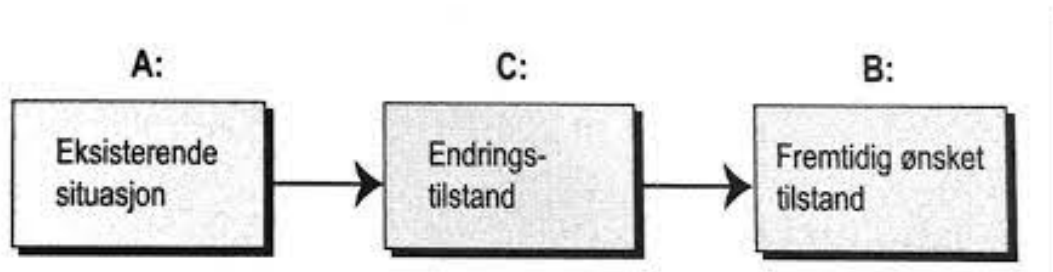 A:
Eksisterende
situasjon
C:
Endrings-
tilstand
B:
Fremtidig ønsket
tilstand